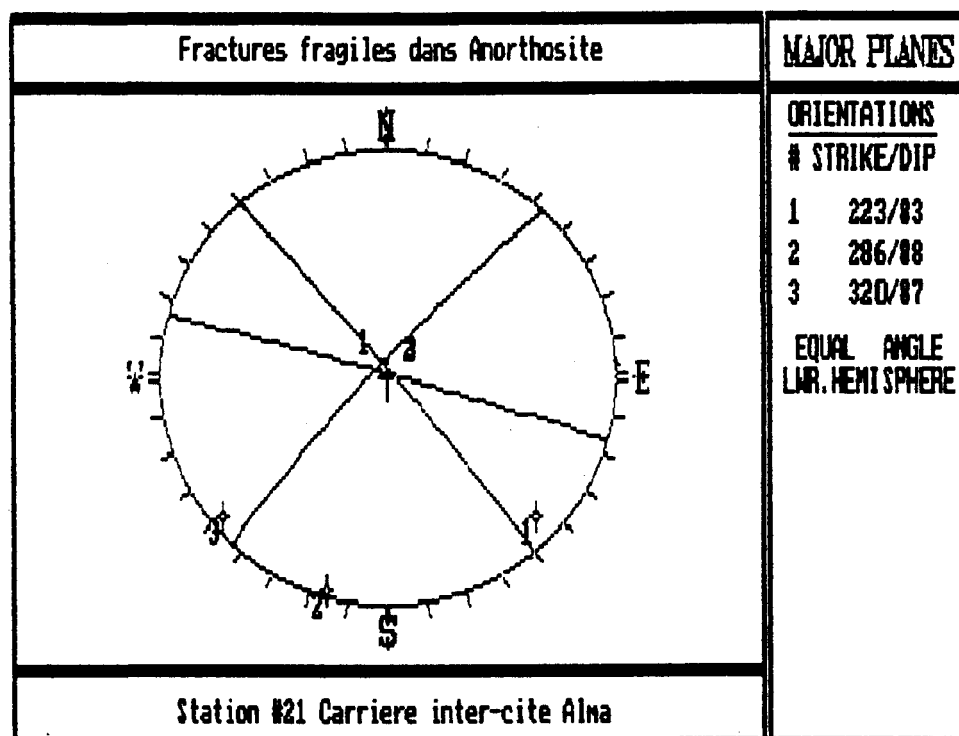 Fractures fragiles dans Anorthosite
N
W
E
S
1
3
2
1
Station #21 Carriere inter-cite Alma
MAJOR PLANES
ORIENTATIONS
# STRIKE/DIP
1 223/83
2 286/88
3 320/87
EQUAL ANGLE
LWR.HEMISPHERE